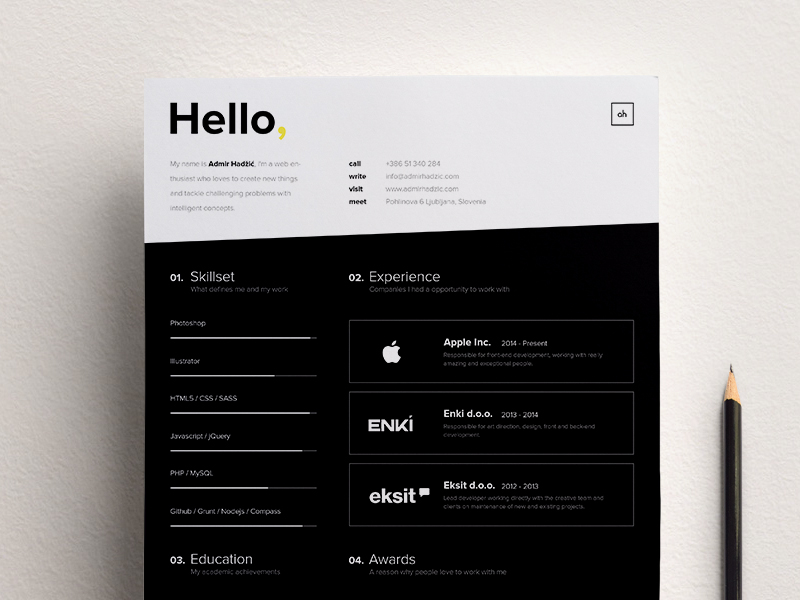 Hello,
ah
My name is Admir Hadžić, I'm a web en-
thusiast who loves to create new things
and tackle challenging problems with
intelligent concepts.
call +386 51 340 284
write info@admirhadzic.com
visit www.admirhadzic.com
meet Pohlinova 6 Ljubljana, Slovenia
01. Skillset
What defines me and my work
Photoshop
Illustrator
HTML5 / CSS / SASS
Javascript / jQuery
PHP / MySQL
Github / Grunt / Nodejs / Compass
02. Experience
Companies I had a opportunity to work with
Apple Inc. 2014 - Present
Responsible for front-end development, working with really
amazing and exceptional people.
ENKI
Enki d.o.o. 2013 - 2014
Responsible for art direction, design, front and back-end
development.
eksit
Eksit d.o.o. 2012 - 2013
Lead developer working directly with the creative team and
clients on maintenance of new and existing projects.
03. Education
My academic achievements
04. Awards
A reason why people love to work with me